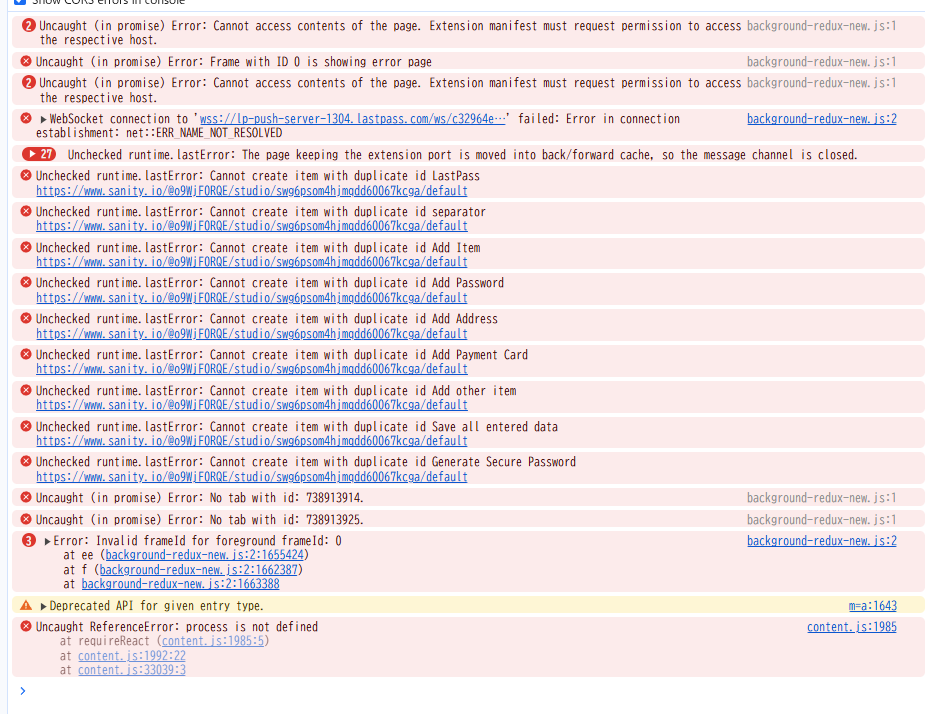 Show CORS errors in console
2 Uncaught (in promise) Error: Cannot access contents of the page. Extension manifest must request permission to access background-redux-new.js:1
the respective host.
Uncaught (in promise) Error: Frame with ID 0 is showing error page background-redux-new.js:1
2 Uncaught (in promise) Error: Cannot access contents of the page. Extension manifest must request permission to access background-redux-new.js:1
the respective host.
WebSocket connection to 'wss://lp-push-server-1304.lastpass.com/ws/c32964e…' failed: Error in connection background-redux-new.js:2
establishment: net::ERR_NAME_NOT_RESOLVED
27 Unchecked runtime.lastError: The page keeping the extension port is moved into back/forward cache, so the message channel is closed.
Unchecked runtime.lastError: Cannot create item with duplicate id LastPass
https://www.sanity.io/@o9WjFORQE/studio/swg6psom4hjmqdd60067kcga/default
Unchecked runtime.lastError: Cannot create item with duplicate id separator
https://www.sanity.io/@o9WjFORQE/studio/swg6psom4hjmqdd60067kcga/default
Unchecked runtime.lastError: Cannot create item with duplicate id Add Item
https://www.sanity.io/@o9WjFORQE/studio/swg6psom4hjmqdd60067kcga/default
Unchecked runtime.lastError: Cannot create item with duplicate id Add Password
https://www.sanity.io/@o9WjFORQE/studio/swg6psom4hjmqdd60067kcga/default
Unchecked runtime.lastError: Cannot create item with duplicate id Add Address
https://www.sanity.io/@o9WjFORQE/studio/swg6psom4hjmqdd60067kcga/default
Unchecked runtime.lastError: Cannot create item with duplicate id Add Payment Card
https://www.sanity.io/@o9WjFORQE/studio/swg6psom4hjmqdd60067kcga/default
Unchecked runtime.lastError: Cannot create item with duplicate id Add other item
https://www.sanity.io/@o9WjFORQE/studio/swg6psom4hjmqdd60067kcga/default
Unchecked runtime.lastError: Cannot create item with duplicate id Save all entered data
https://www.sanity.io/@o9WjFORQE/studio/swg6psom4hjmqdd60067kcga/default
Unchecked runtime.lastError: Cannot create item with duplicate id Generate Secure Password
https://www.sanity.io/@o9WjFORQE/studio/swg6psom4hjmqdd60067kcga/default
Uncaught (in promise) Error: No tab with id: 738913914. background-redux-new.js:1
Uncaught (in promise) Error: No tab with id: 738913925. background-redux-new.js:1
3 Error: Invalid frameId for foreground frameId: 0 background-redux-new.js:2
at ee (background-redux-new.js:2:1655424)
at f (background-redux-new.js:2:1662387)
at background-redux-new.js:2:1663388
Deprecated API for given entry type. m=a:1643
Uncaught ReferenceError: process is not defined content.js:1985
at requireReact (content.js:1985:5)
at content.js:1992:22
at content.js:33039:3